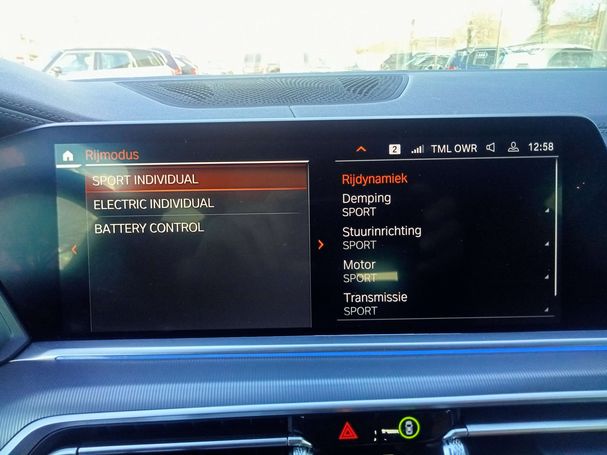 Rijmodus
2 TML OWR 12:58
SPORT INDIVIDUAL
ELECTRIC INDIVIDUAL
BATTERY CONTROL
Rijdynamiek
Demping
SPORT
Stuurinrichting
SPORT
Motor
SPORT
Transmissie
SPORT